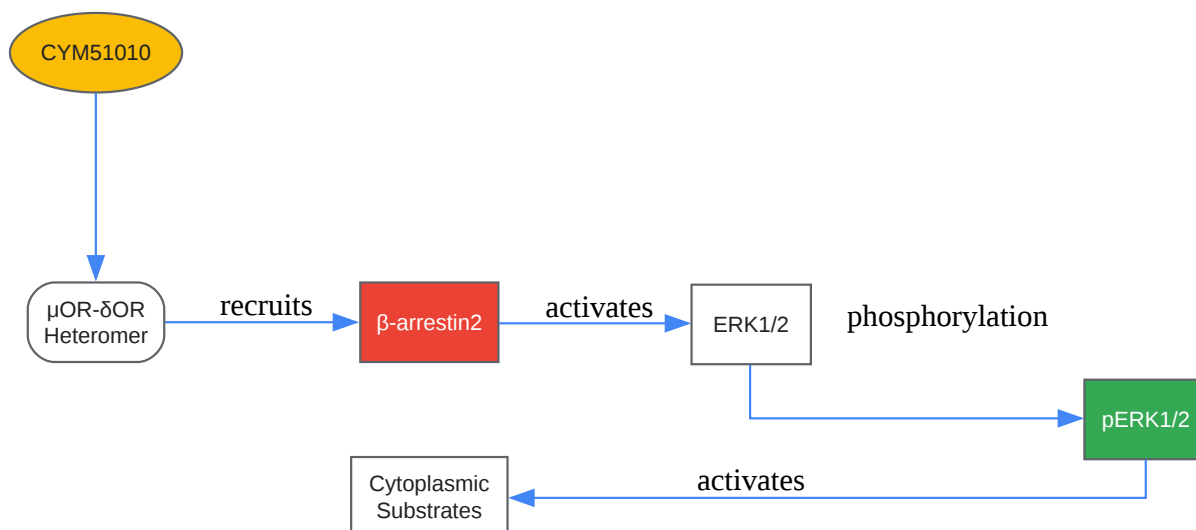 CYM51010
μOR-δOR
Heteromer
recruits
β-arrestin2
activates
ERK1/2
phosphorylation
pERK1/2
activates
Cytoplasmic
Substrates